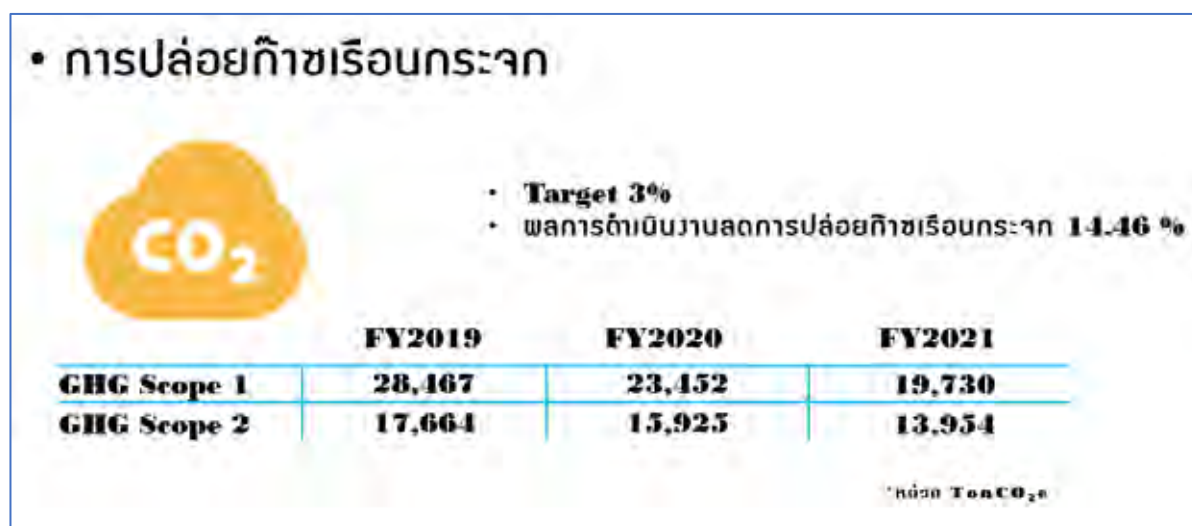 • การปล่อยก๊าซเรือนกระจก
CO₂
• Target 3%
• ผลการดำเนินงานลดการปล่อยก๊าซเรือนกระจก 14.46 %
FY2019 FY2020 FY2021
GHG Scope 1 28,467 23,452 19,730
GHG Scope 2 17,664 15,925 13,954
*หน่วย TonCO₂e